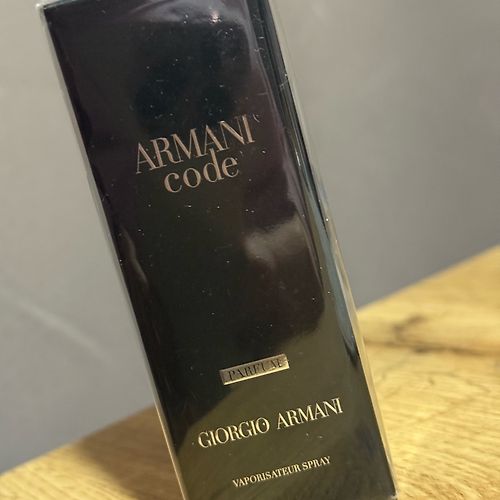 ARMANI
code
PARFUM
GIORGIO ARMANI
VAPORISATEUR SPRAY